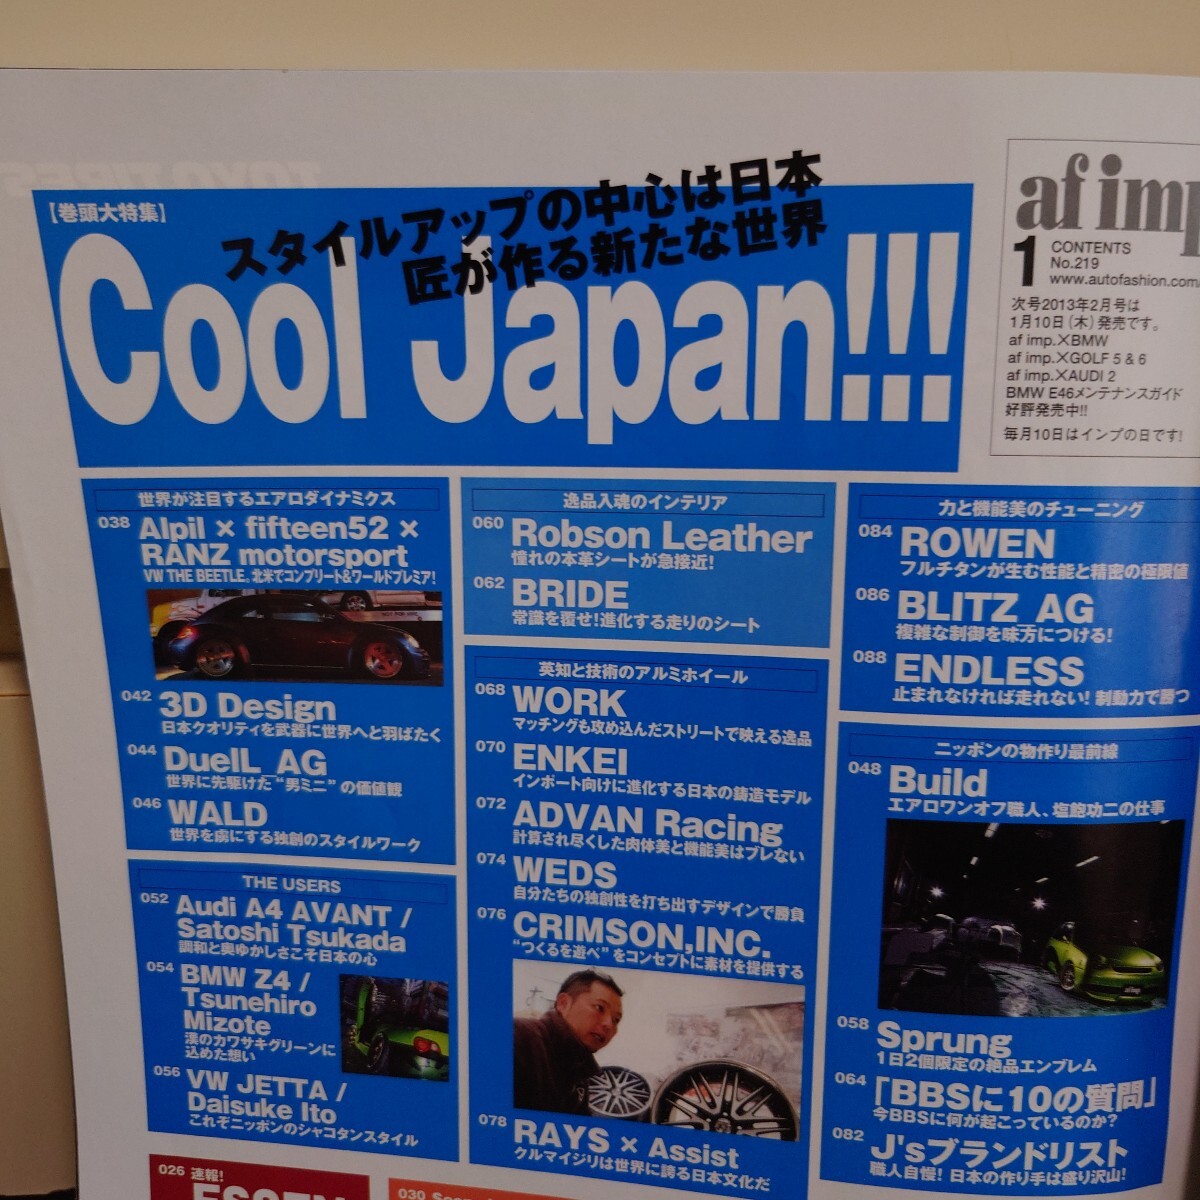 【巻頭大特集】
スタイルアップの中心は日本
匠が作る新たな世界
Cool Japan!!!
af imp
1
CONTENTS
No.219
www.autofashion.com/
次号2013年2月号は
1月10日(木)発売です。
af imp.×BMW
af imp.×GOLF 5 & 6
af imp.×AUDI 2
BMW E46メンテナンスガイド
好評発売中!!
毎月10日はインプの日です!
世界が注目するエアロダイナミクス
038 Alpil × fifteen52 ×
RANZ motorsport
VW THE BEETLE。北米でコンプリート&ワールドプレミア!
042 3D Design
日本クオリティを武器に世界へと羽ばたく
044 DuelL AG
世界に先駆けた“男ミニ”の価値観
046 WALD
世界を虜にする独創のスタイルワーク
THE USERS
052 Audi A4 AVANT /
Satoshi Tsukada
調和と奥ゆかしさこそ日本の心
054 BMW Z4 /
Tsunehiro
Mizote
漢のカワサキグリーンに
込めた想い
056 VW JETTA /
Daisuke Ito
これぞニッポンのシャコタンスタイル
逸品入魂のインテリア
060 Robson Leather
憧れの本革シートが急接近!
062 BRIDE
常識を覆せ!進化する走りのシート
英知と技術のアルミホイール
068 WORK
マッチングも攻め込んだストリートで映える逸品
070 ENKEI
インポート向けに進化する日本の鋳造モデル
072 ADVAN Racing
計算され尽くした肉体美と機能美はブレない
074 WEDS
自分たちの独創性を打ち出すデザインで勝負
076 CRIMSON,INC.
“つくるを遊べ”をコンセプトに素材を提供する
078 RAYS × Assist
クルマイジリは世界に誇る日本文化だ
力と機能美のチューニング
084 ROWEN
フルチタンが生む性能と精密の極限値
086 BLITZ AG
複雑な制御を味方につける!
088 ENDLESS
止まれなければ走れない! 制動力で勝つ
ニッポンの物作り最前線
048 Build
エアロワンオフ職人、塩飽功二の仕事
058 Sprung
1日2個限定の絶品エンブレム
064 「BBSに10の質問」
今BBSに何が起こっているのか?
082 J'sブランドリスト
職人自慢! 日本の作り手は盛り沢山!
026 速報!
ESSEN
030